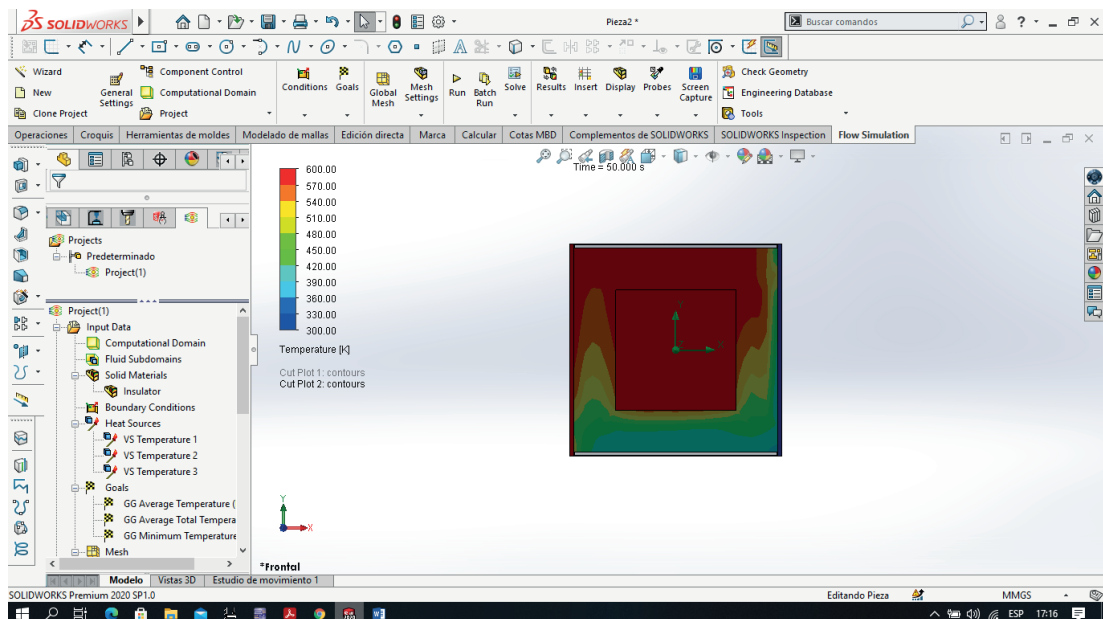 SOLIDWORKS
Pieza2 *
Buscar comandos
Wizard
New
Clone Project
General Settings
Component Control
Computational Domain
Project
Conditions
Goals
Global Mesh
Mesh Settings
Run
Batch Run
Solve
Results
Insert
Display
Probes
Screen Capture
Check Geometry
Engineering Database
Tools
Operaciones
Croquis
Herramientas de moldes
Modelado de mallas
Edición directa
Marca
Calcular
Cotas MBD
Complementos de SOLIDWORKS
SOLIDWORKS Inspection
Flow Simulation
Projects
Predeterminado
Project(1)
Project(1)
Input Data
Computational Domain
Fluid Subdomains
Solid Materials
Insulator
Boundary Conditions
Heat Sources
VS Temperature 1
VS Temperature 2
VS Temperature 3
Goals
GG Average Temperature (
GG Average Total Tempera
GG Minimum Temperature
Mesh
Time = 50.000 s
600.00
570.00
540.00
510.00
480.00
450.00
420.00
390.00
360.00
330.00
300.00
Temperature [K]
Cut Plot 1: contours
Cut Plot 2: contours
Y
X
*Frontal
Modelo
Vistas 3D
Estudio de movimiento 1
SOLIDWORKS Premium 2020 SP1.0
Editando Pieza
MMGS
ESP
17:16